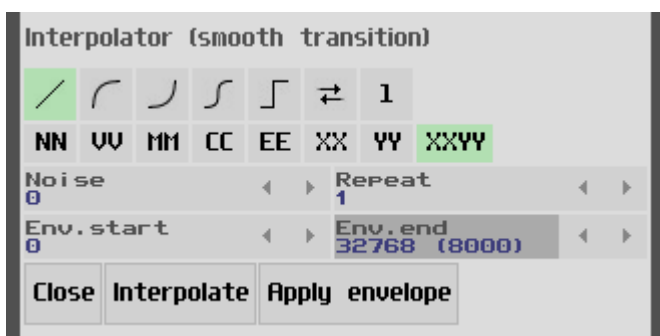 Interpolator (smooth transition)
1
NN VV MM CC EE XX YY XXYY
Noise Repeat
0 1
Env.start Env.end
0 32768 (8000)
Close Interpolate Apply envelope